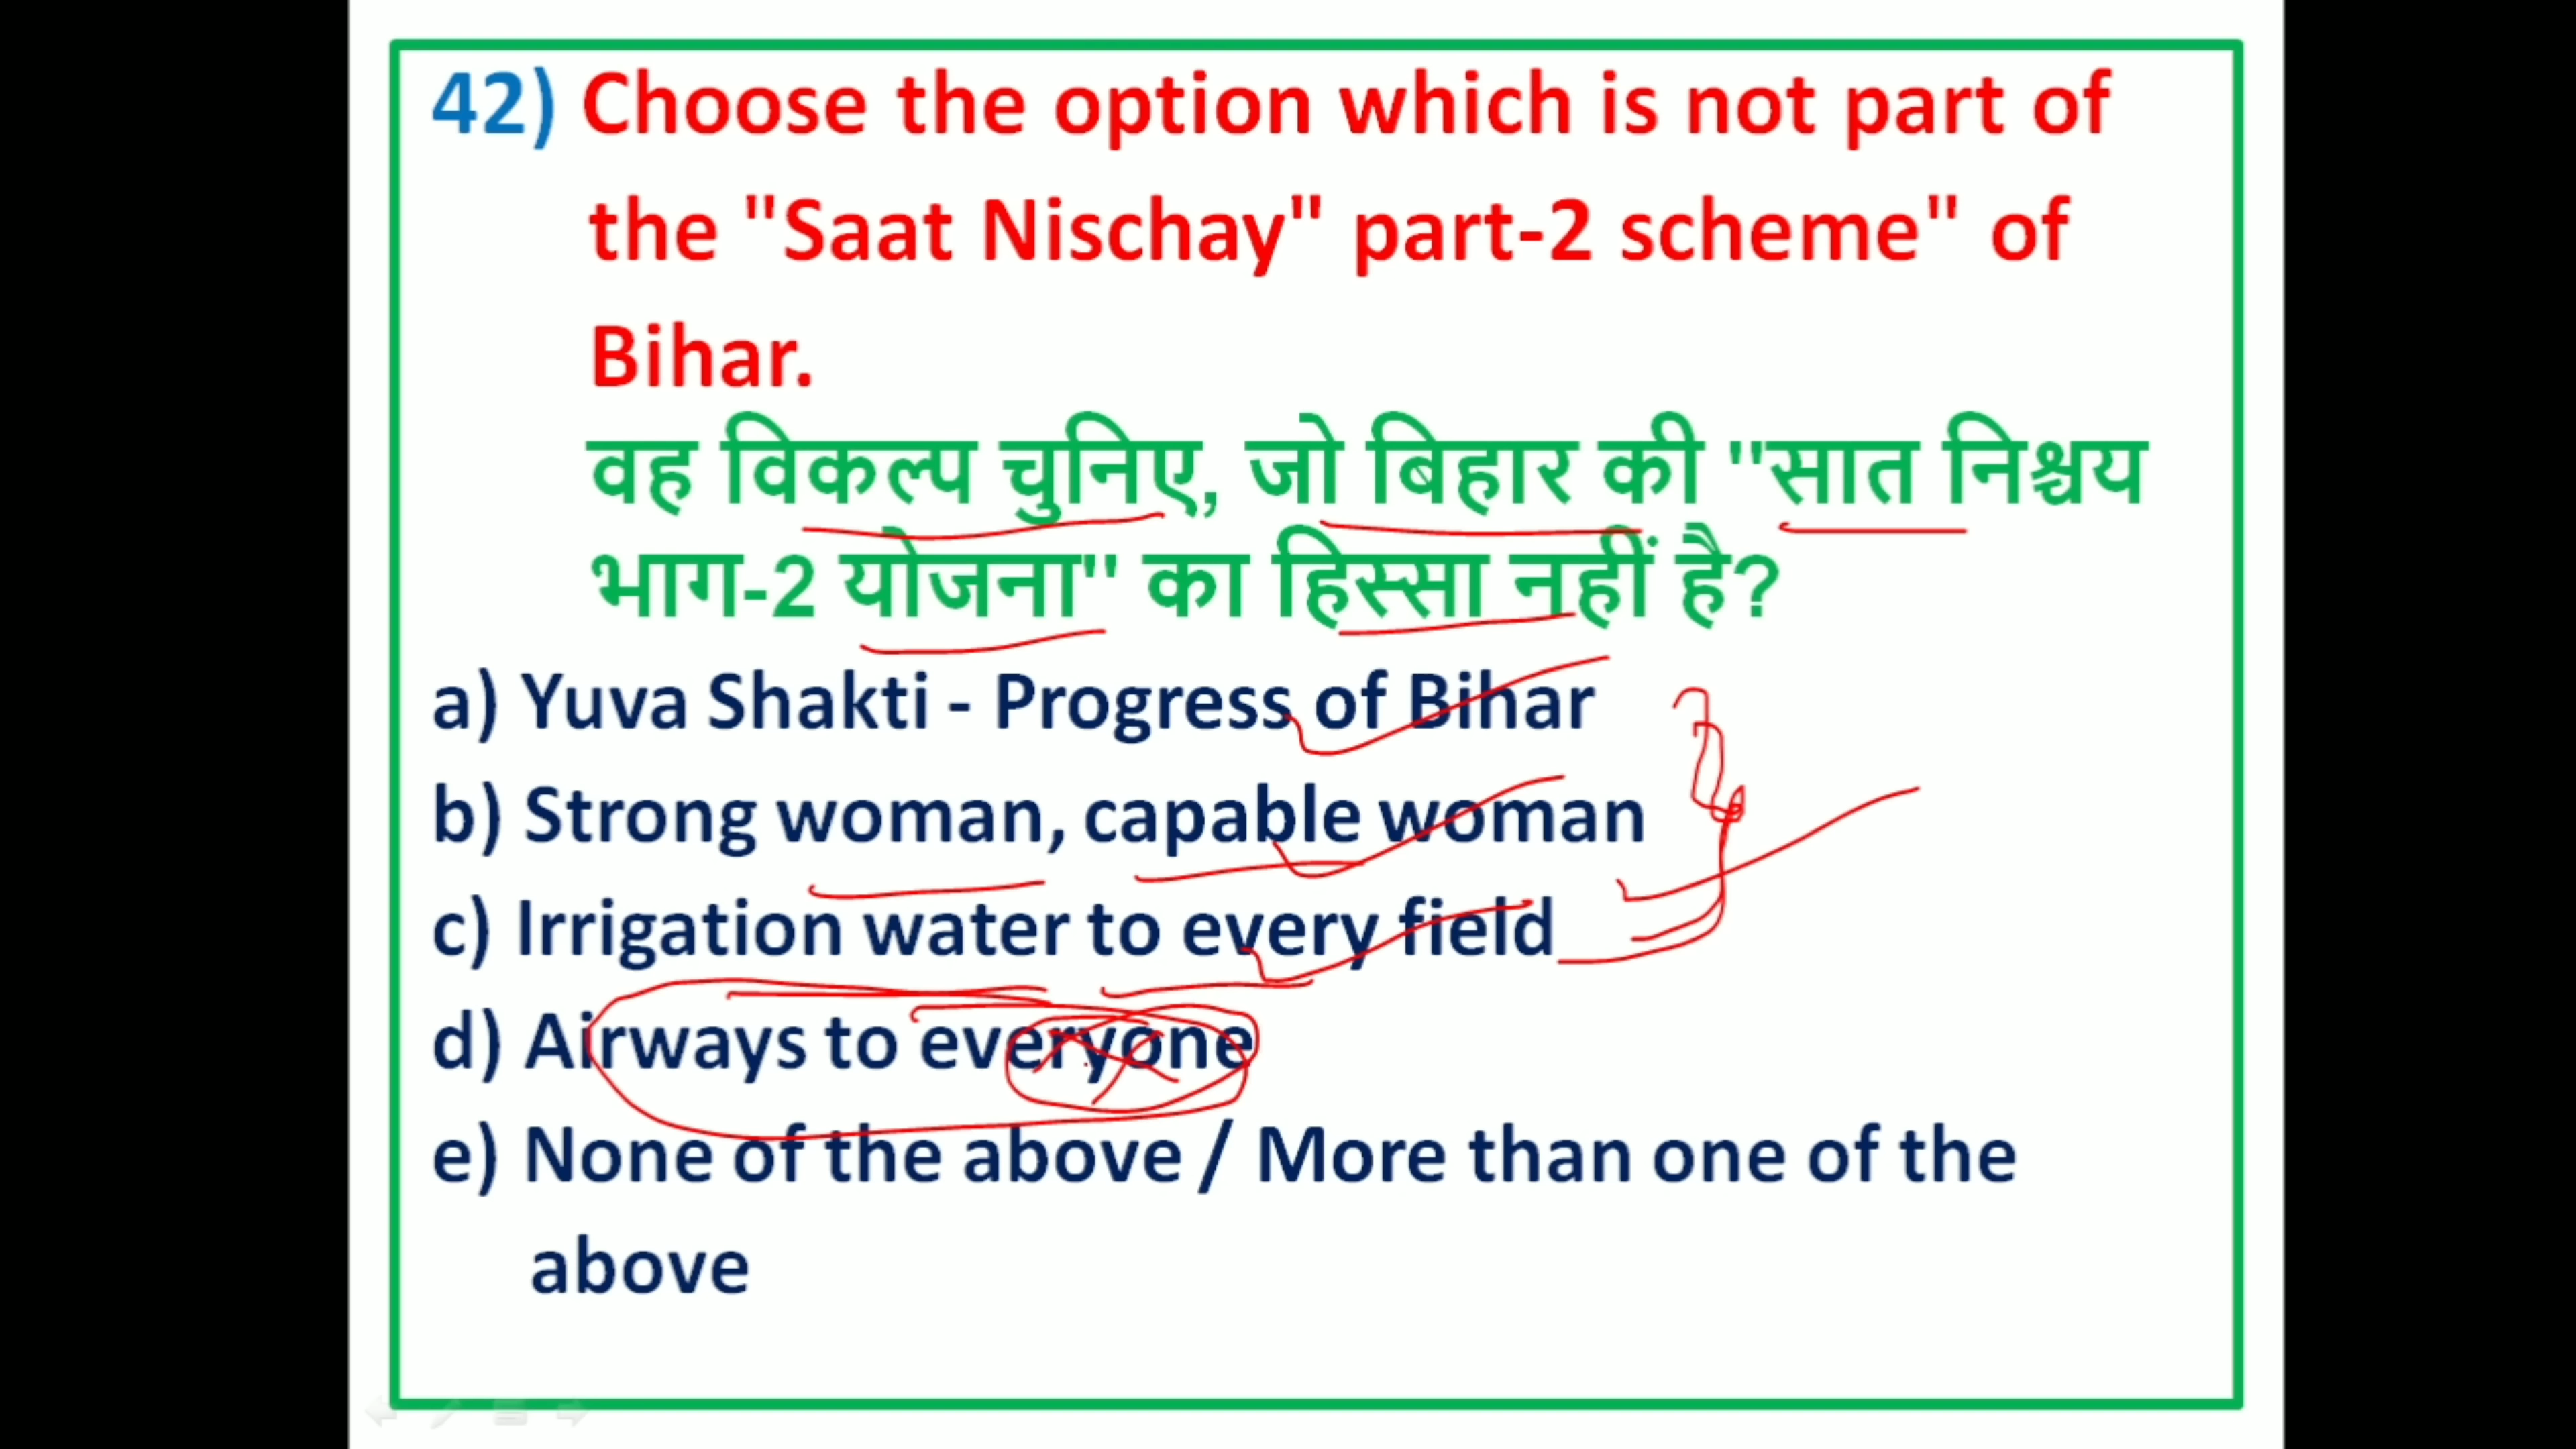 42) Choose the option which is not part of
the "Saat Nischay" part-2 scheme" of
Bihar.
वह विकल्प चुनिए, जो बिहार की "सात निश्चय
भाग-2 योजना" का हिस्सा नहीं है?
a) Yuva Shakti - Progress of Bihar
b) Strong woman, capable woman
c) Irrigation water to every field
d) Airways to everyone
e) None of the above / More than one of the
above